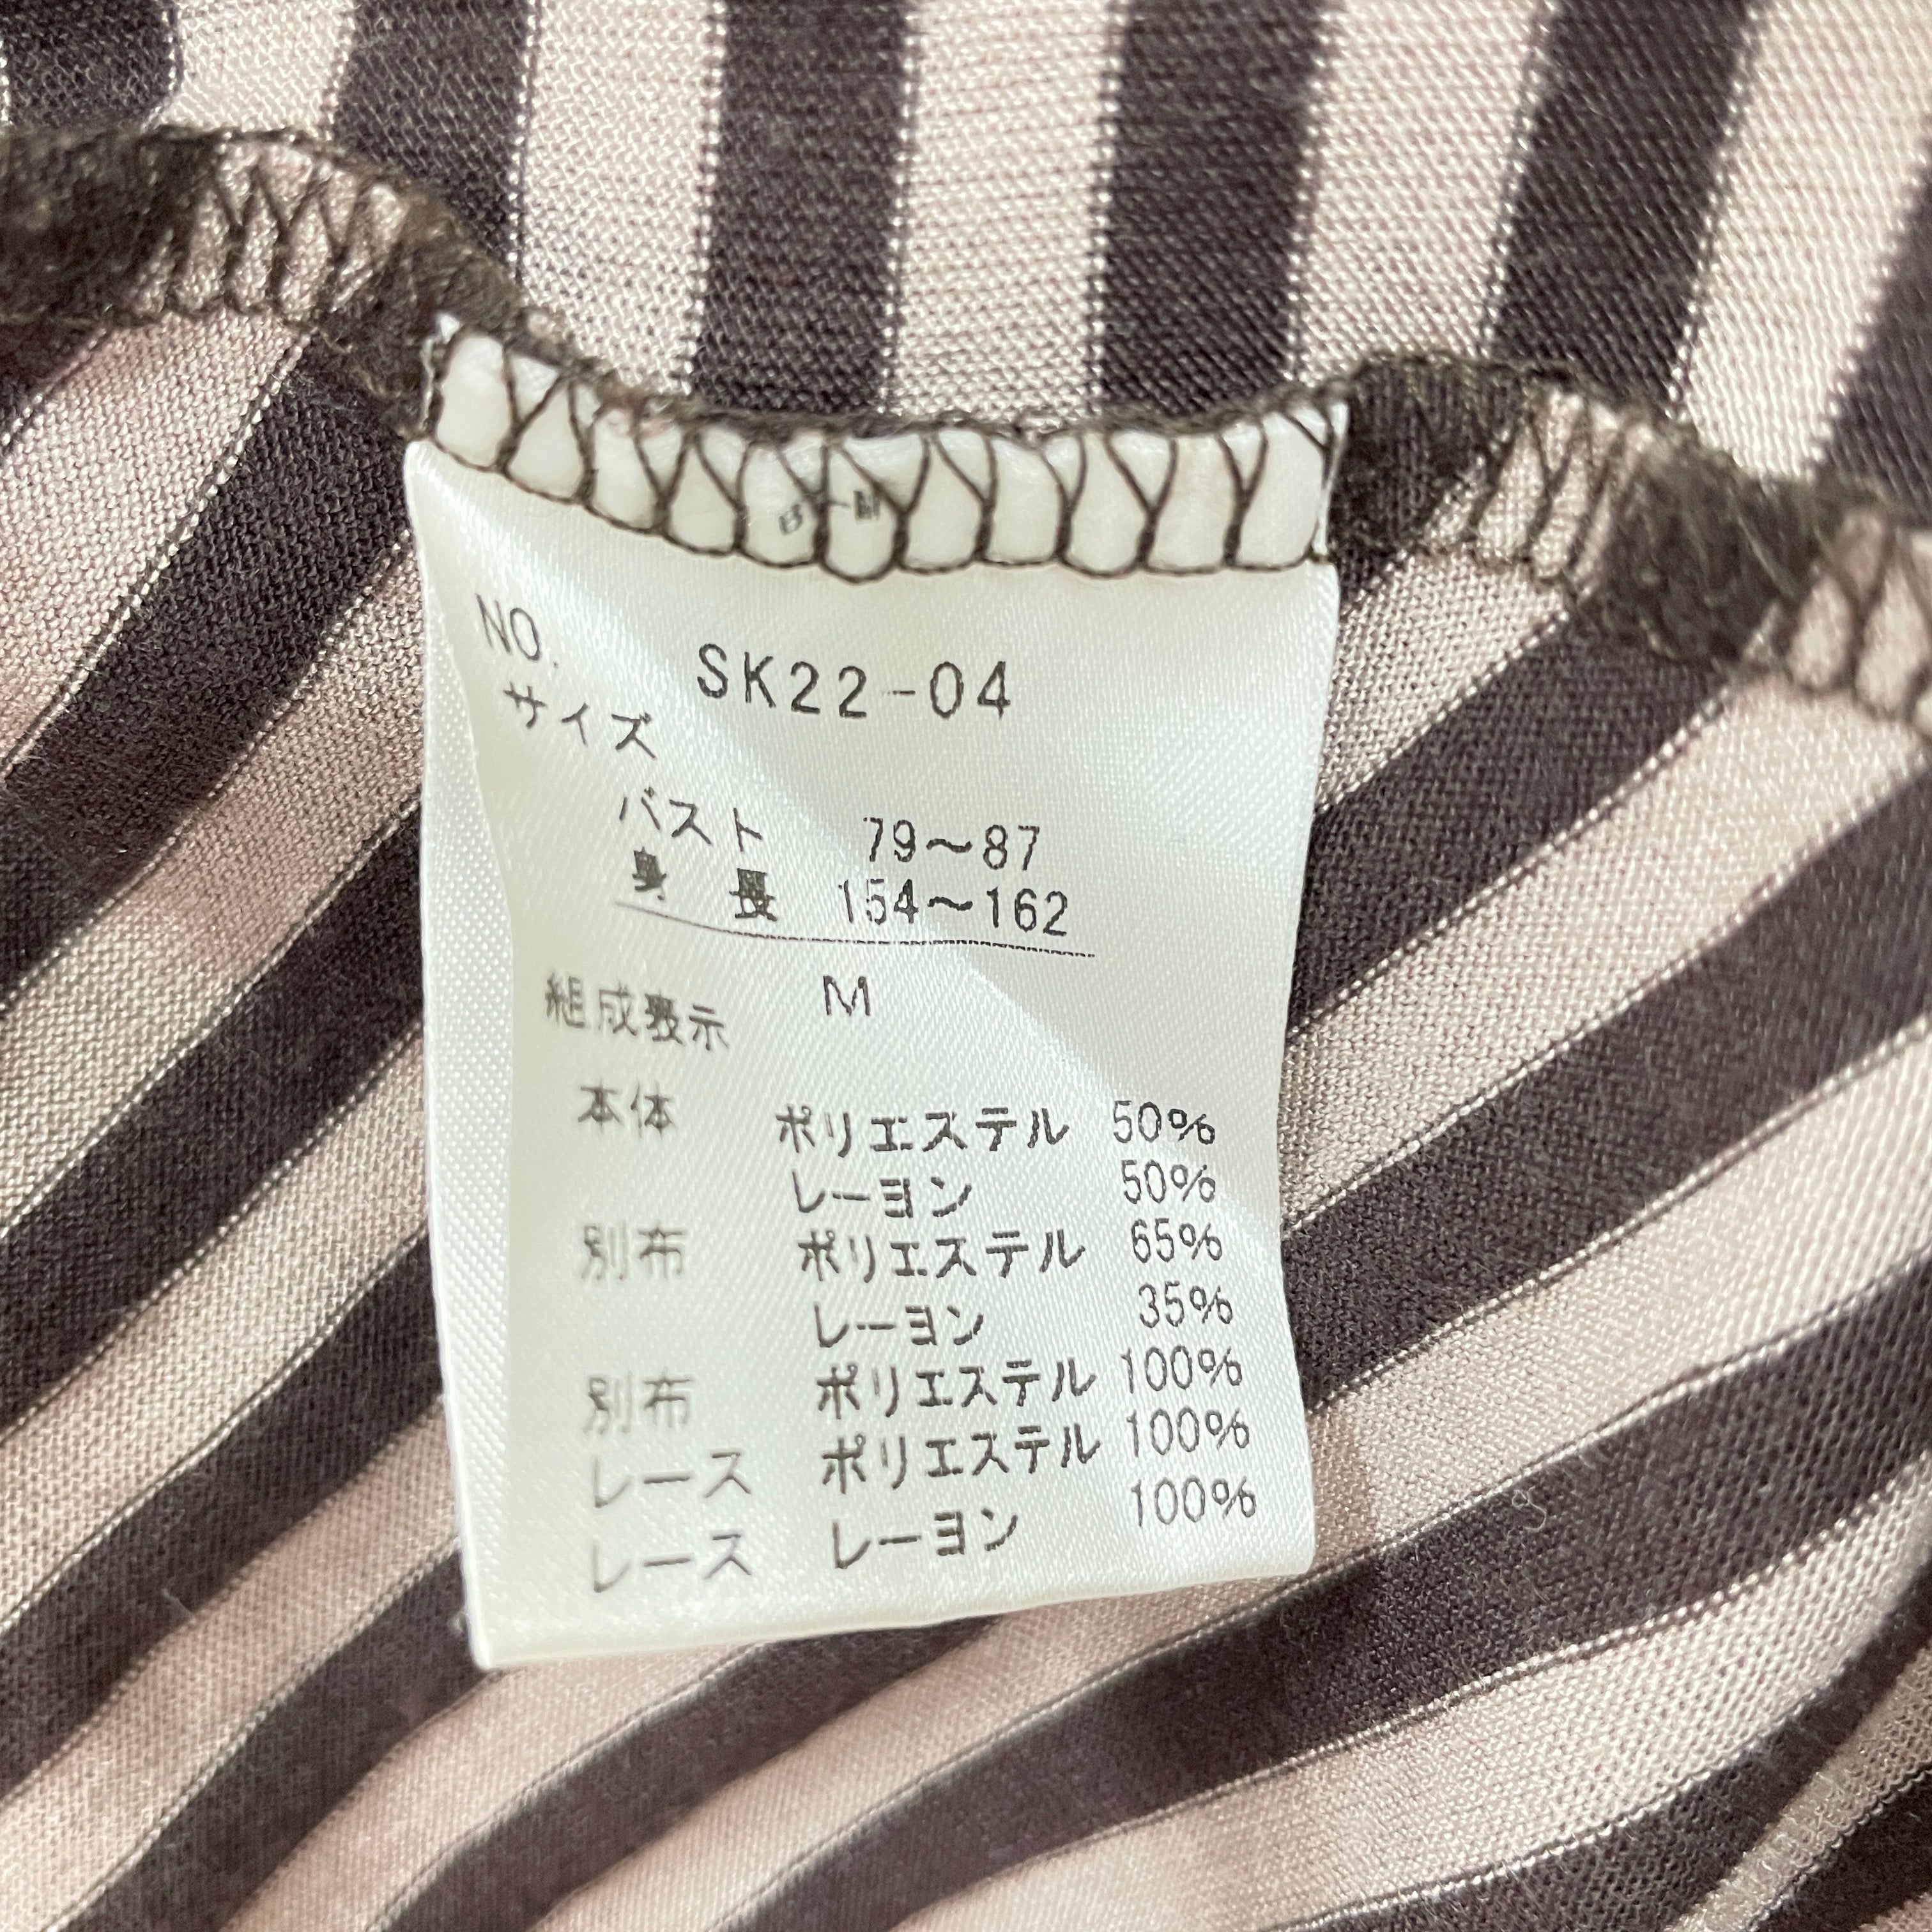 NO. SK22-04
サイズ
バスト 79〜87
身長 154〜162
M
組成表示
本体 ポリエステル 50%
レーヨン 50%
別布 ポリエステル 65%
レーヨン 35%
別布 ポリエステル 100%
レース ポリエステル 100%
レース レーヨン 100%